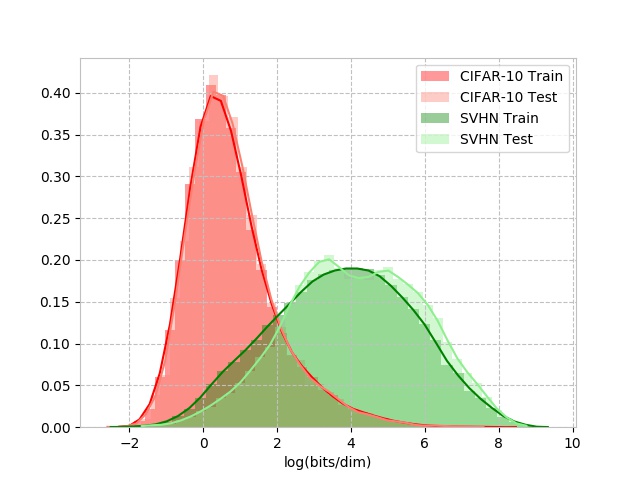 CIFAR-10 Train
CIFAR-10 Test
SVHN Train
SVHN Test
0.40
0.35
0.30
0.25
0.20
0.15
0.10
0.05
0.00
−2 0 2 4 6 8 10
log(bits/dim)